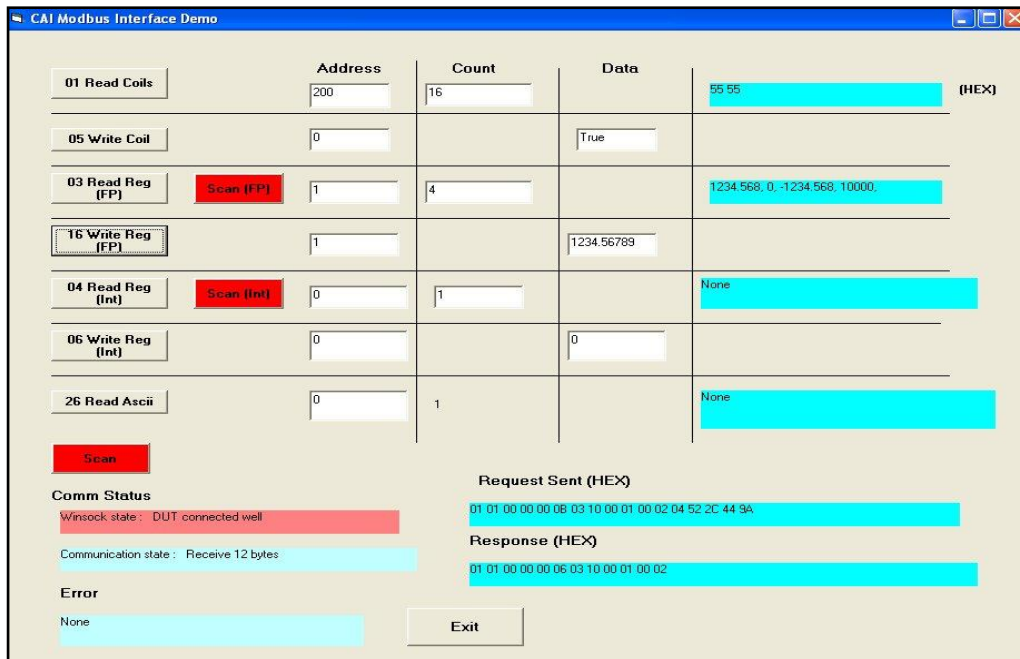 CAI Modbus Interface Demo
Address Count Data
01 Read Coils 200 16 55 55 (HEX)
05 Write Coil 0 True
03 Read Reg
(FP) Scan (FP) 1 4 1234.568, 0, -1234.568, 10000,
16 Write Reg
(FP) 1 1234.56789
04 Read Reg
(Int) Scan (Int) 0 1 None
06 Write Reg
(Int) 0 0
26 Read Ascii 0 1 None
Scan
Comm Status
Winsock state : DUT connected well
Communication state : Receive 12 bytes
Error
None
Request Sent (HEX)
01 01 00 00 00 0B 03 10 00 01 00 02 04 52 2C 44 9A
Response (HEX)
01 01 00 00 00 06 03 10 00 01 00 02
Exit